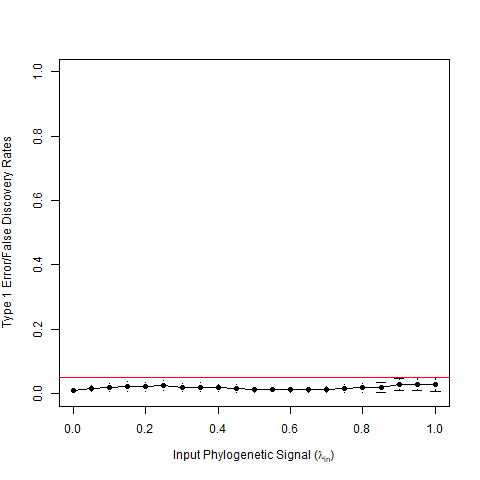 Type 1 Error/False Discovery Rates
1.0
0.8
0.6
0.4
0.2
0.0
0.0 0.2 0.4 0.6 0.8 1.0
Input Phylogenetic Signal (λin)